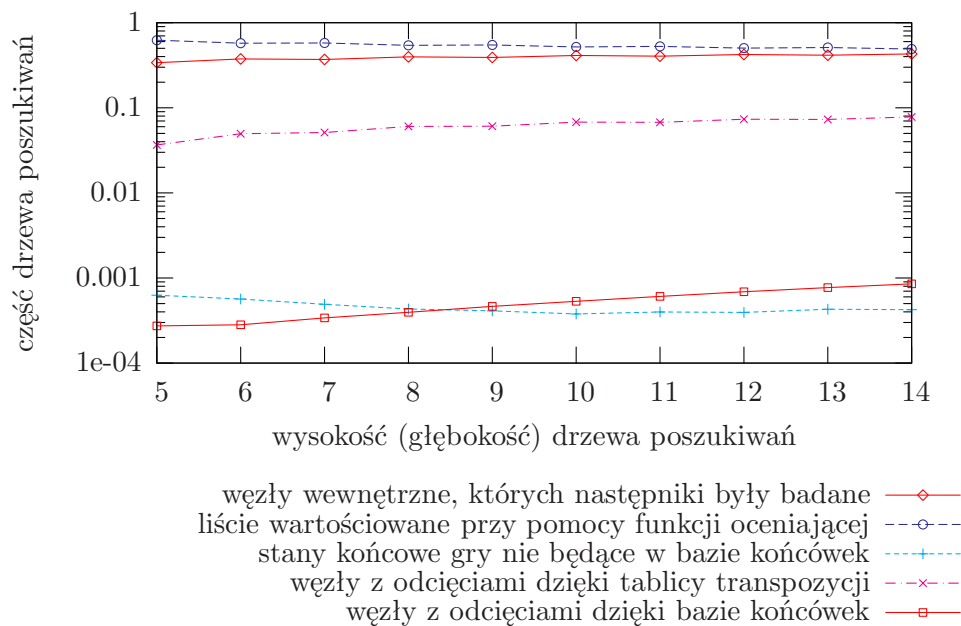 część drzewa poszukiwań
1
0.1
0.01
0.001
1e-04
5 6 7 8 9 10 11 12 13 14
wysokość (głębokość) drzewa poszukiwań
węzły wewnętrzne, których następniki były badane
liście wartościowane przy pomocy funkcji oceniającej
stany końcowe gry nie będące w bazie końcówek
węzły z odcięciami dzięki tablicy transpozycji
węzły z odcięciami dzięki bazie końcówek